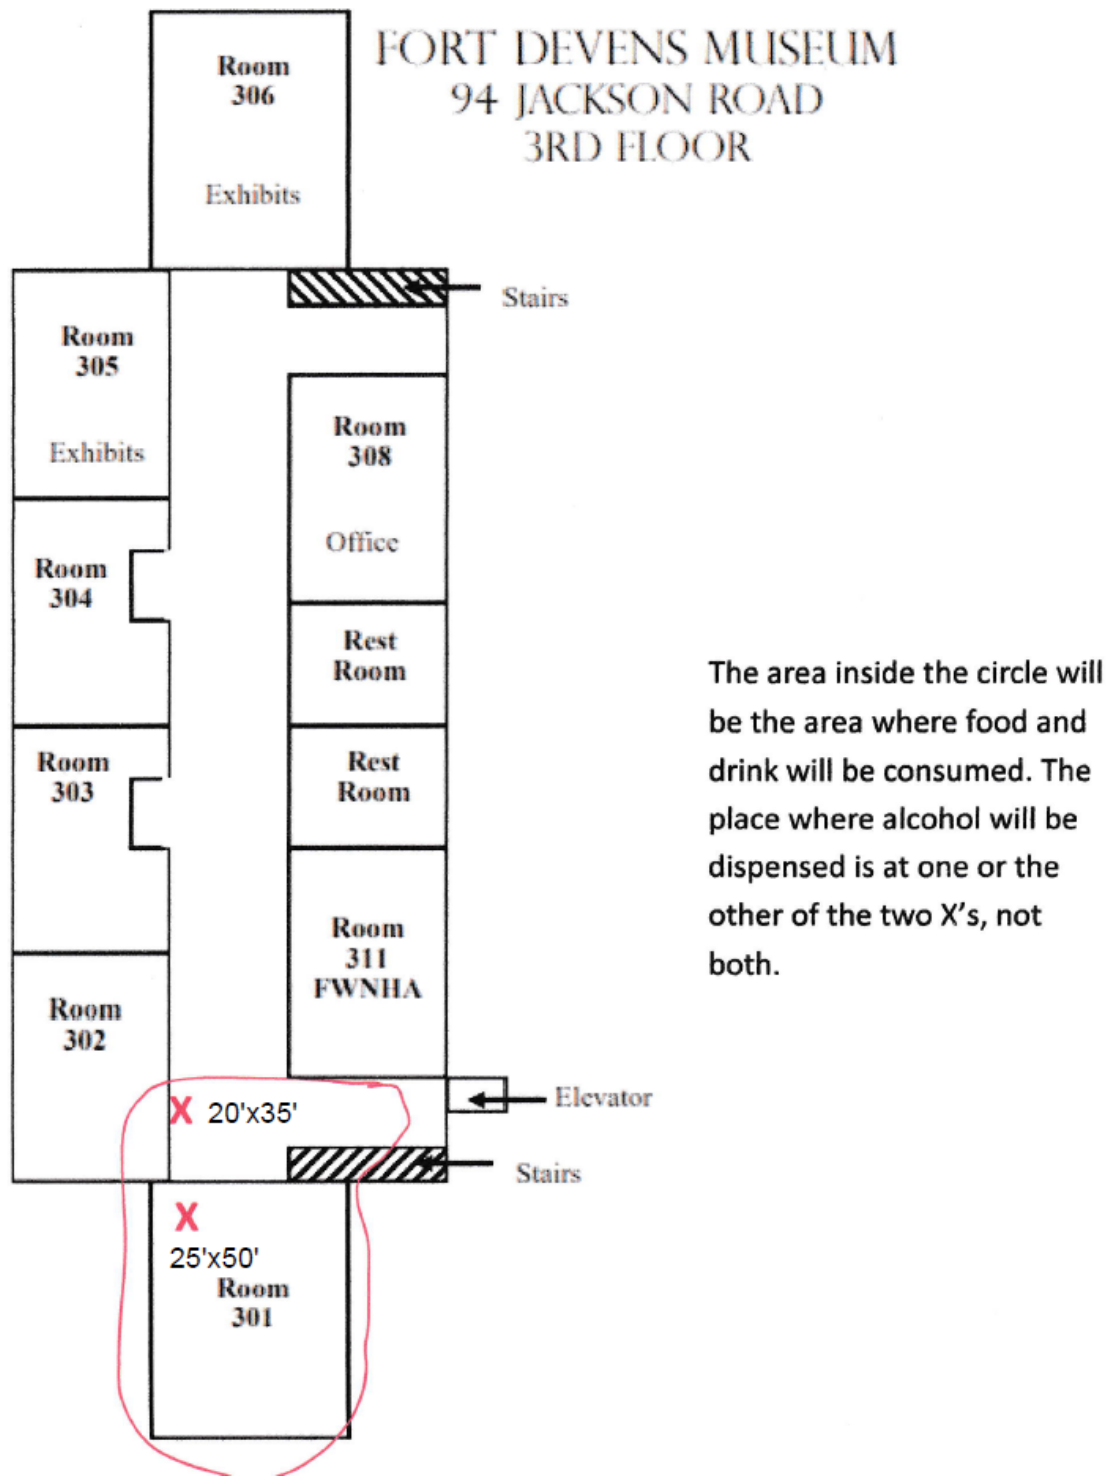 FORT DEVENS MUSEUM
94 JACKSON ROAD
3RD FLOOR
Room
306
Exhibits
Stairs
Room
305
Exhibits
Room
308
Office
Room
304
Rest
Room
Room
303
Rest
Room
Room
311
FWNHA
Room
302
The area inside the circle will
be the area where food and
drink will be consumed. The
place where alcohol will be
dispensed is at one or the
other of the two X's, not
both.
X 20'x35'
Elevator
Stairs
X
25'x50'
Room
301